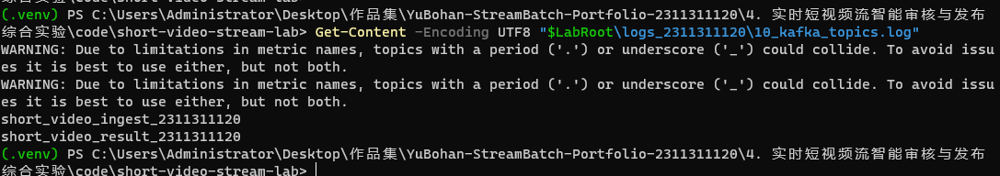 (.venv) PS C:\Users\Administrator\Desktop\作品集\YuBohan-StreamBatch-Portfolio-2311311120\4. 实时短视频流智能审核与发布
综合实验\code\short-video-stream-lab> Get-Content -Encoding UTF8 "$LabRoot\logs_2311311120\10_kafka_topics.log"
WARNING: Due to limitations in metric names, topics with a period ('.') or underscore ('_') could collide. To avoid issu
es it is best to use either, but not both.
WARNING: Due to limitations in metric names, topics with a period ('.') or underscore ('_') could collide. To avoid issu
es it is best to use either, but not both.
short_video_ingest_2311311120
short_video_result_2311311120
(.venv) PS C:\Users\Administrator\Desktop\作品集\YuBohan-StreamBatch-Portfolio-2311311120\4. 实时短视频流智能审核与发布
综合实验\code\short-video-stream-lab>